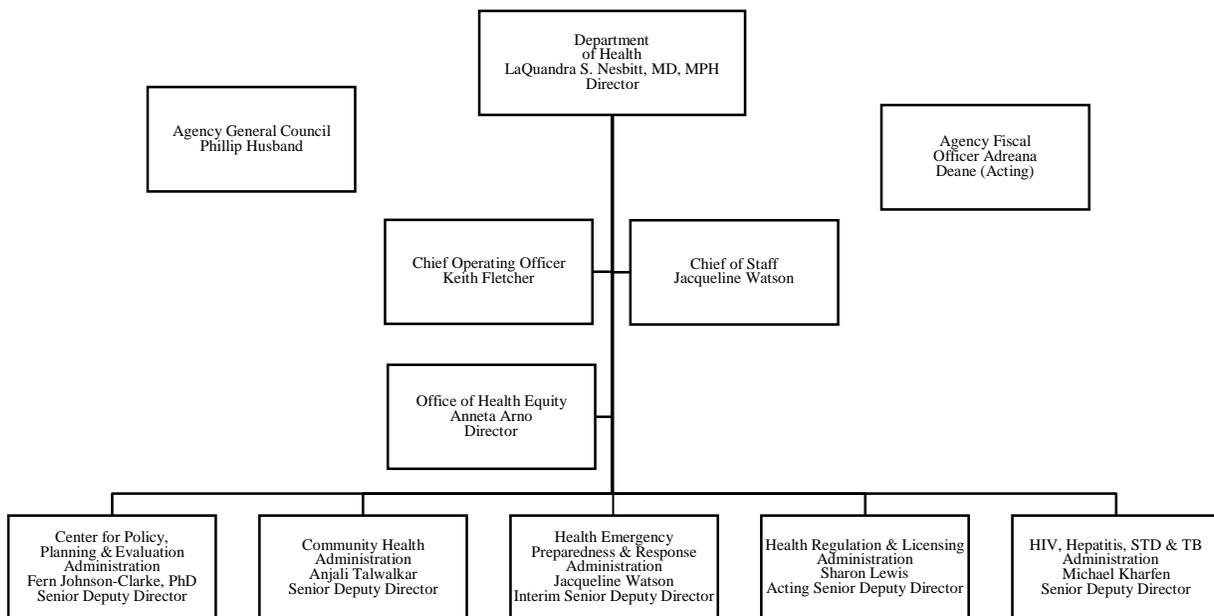 Department
of Health
LaQuandra S. Nesbitt, MD, MPH
Director
Agency General Council
Phillip Husband
Agency Fiscal
Officer Adreana
Deane (Acting)
Chief Operating Officer
Keith Fletcher
Chief of Staff
Jacqueline Watson
Office of Health Equity
Anneta Arno
Director
Center for Policy,
Planning & Evaluation
Administration
Fern Johnson-Clarke, PhD
Senior Deputy Director
Community Health
Administration
Anjali Talwalkar
Senior Deputy Director
Health Emergency
Preparedness & Response
Administration
Jacqueline Watson
Interim Senior Deputy Director
Health Regulation & Licensing
Administration
Sharon Lewis
Acting Senior Deputy Director
HIV, Hepatitis, STD & TB
Administration
Michael Kharfen
Senior Deputy Director